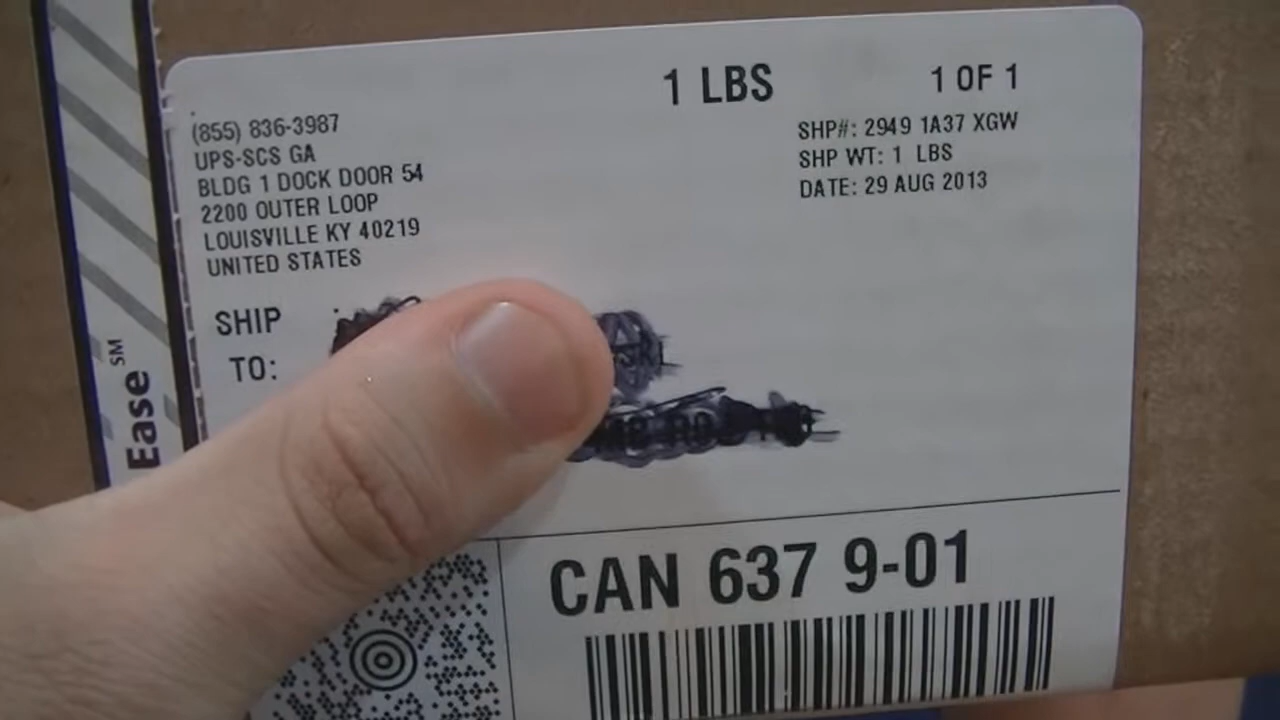 1 LBS
1 OF 1
(855) 836-3987
UPS-SCS GA
BLDG 1 DOCK DOOR 54
2200 OUTER LOOP
LOUISVILLE KY 40219
UNITED STATES
SHP#: 2949 1A37 XGW
SHP WT: 1 LBS
DATE: 29 AUG 2013
SHIP
TO:
Ease SM
CAN 637 9-01